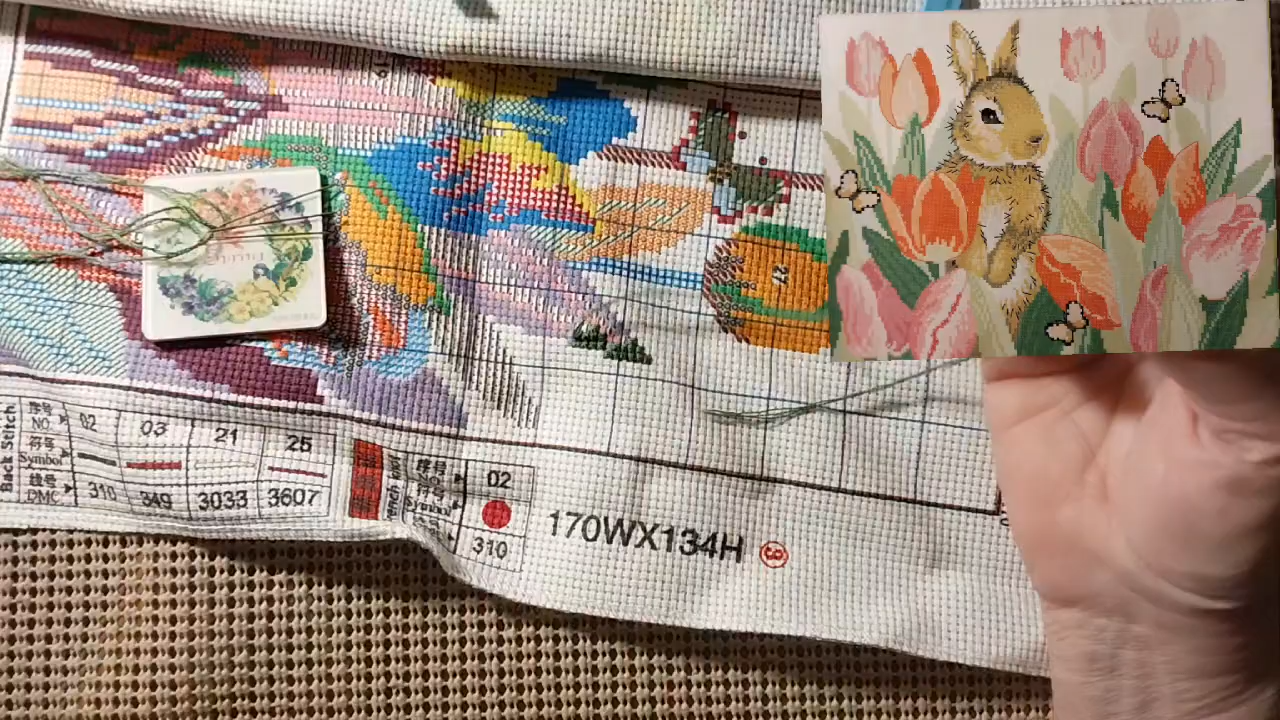 Back Stitch
序号 NO. 02 03 21 25
符号 Symbol
线号 DMC 310 349 3033 3607
序号 No. 02
符号 Symbol
310
170WX134H